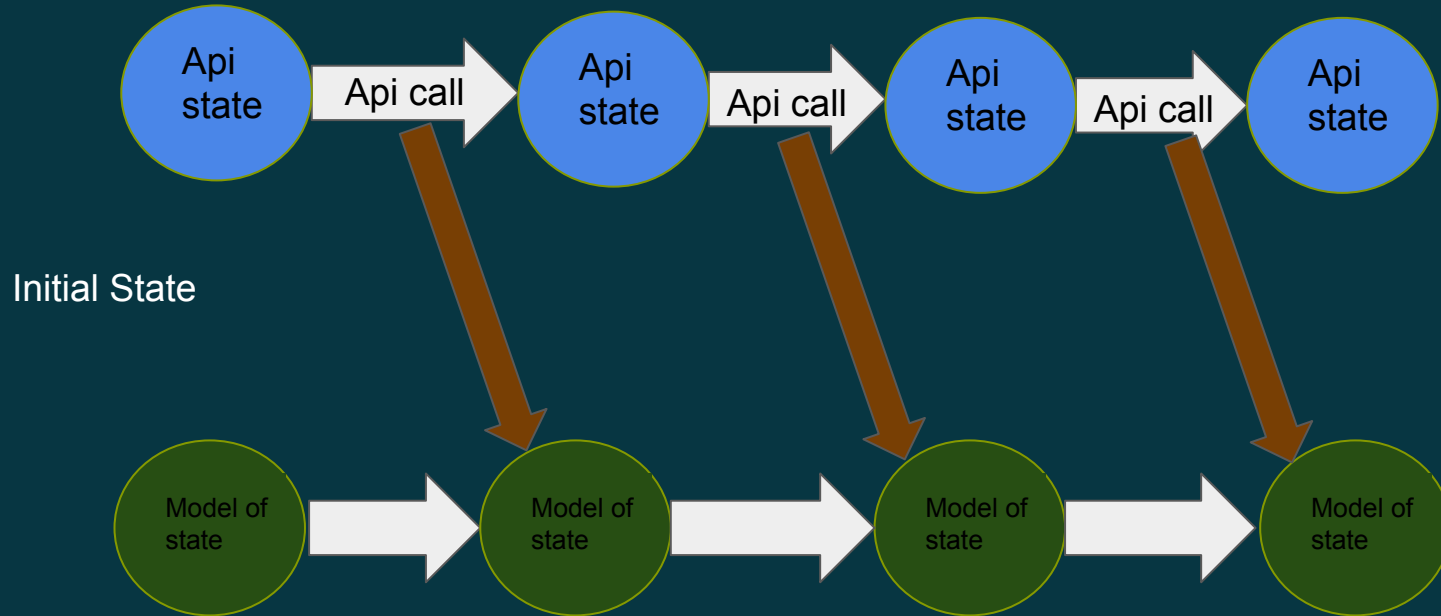 Api
state
Api call
Api
state
Api call
Api
state
Api call
Api
state
Initial State
Model of
state
Model of
state
Model of
state
Model of
state